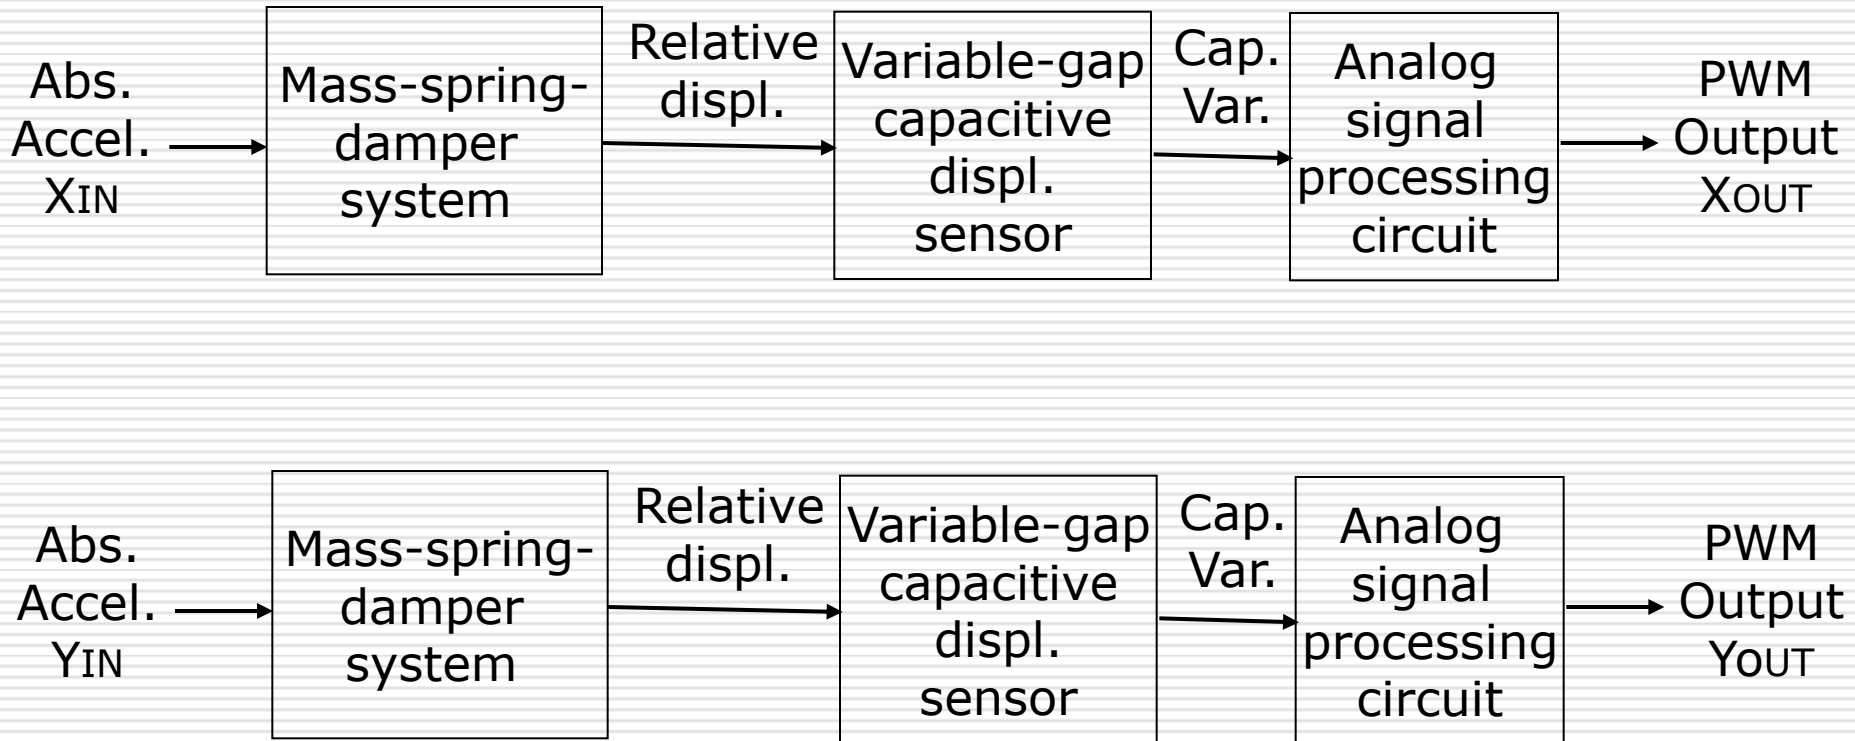 Abs.
Accel.
XIN
Mass-spring-
damper
system
Relative
displ.
Variable-gap
capacitive
displ.
sensor
Cap.
Var.
Analog
signal
processing
circuit
PWM
Output
XOUT
Abs.
Accel.
YIN
Mass-spring-
damper
system
Relative
displ.
Variable-gap
capacitive
displ.
sensor
Cap.
Var.
Analog
signal
processing
circuit
PWM
Output
YOUT